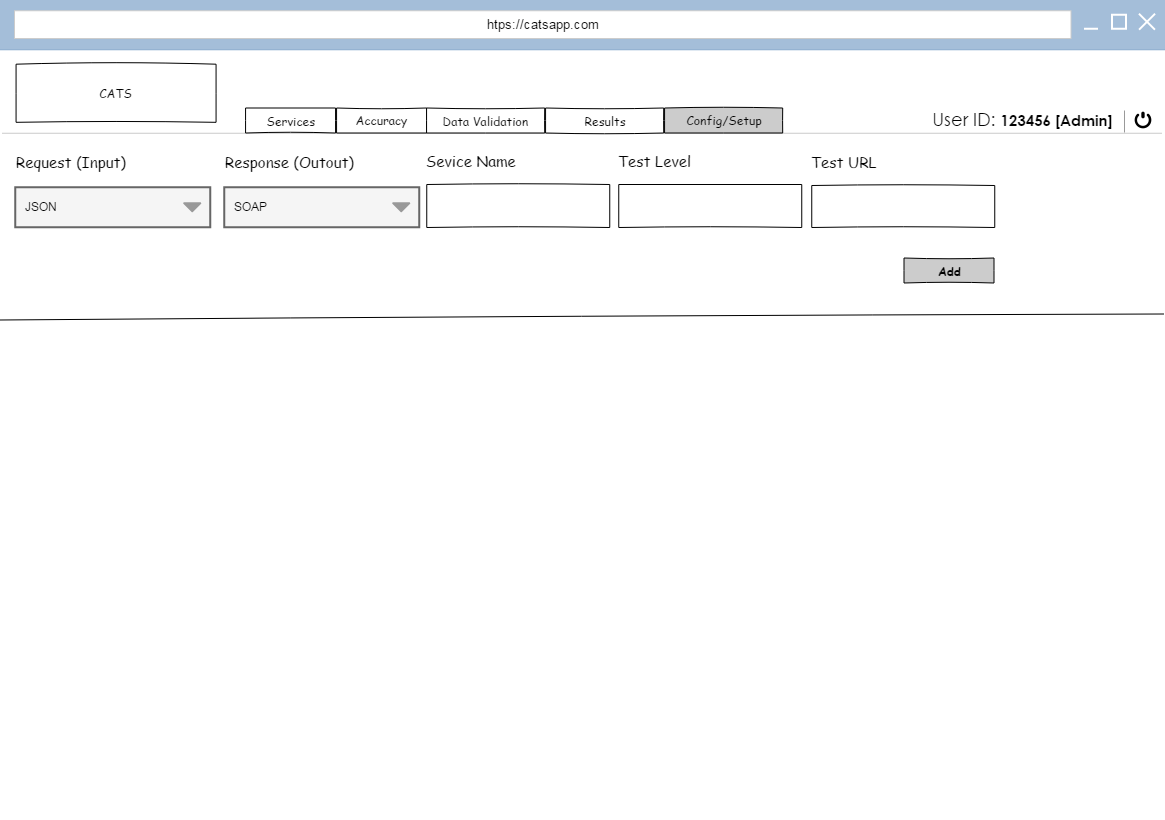 htps://catsapp.com
CATS
Services Accuracy Data Validation Results Config/Setup User ID: 123456 [Admin]
Request (Input) Response (Outout) Sevice Name Test Level Test URL
JSON SOAP
Add